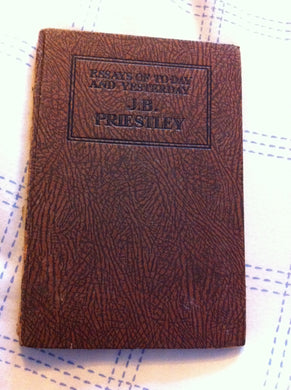 ESSAYS OF TO-DAY
AND YESTERDAY
J.B.
PRIESTLEY